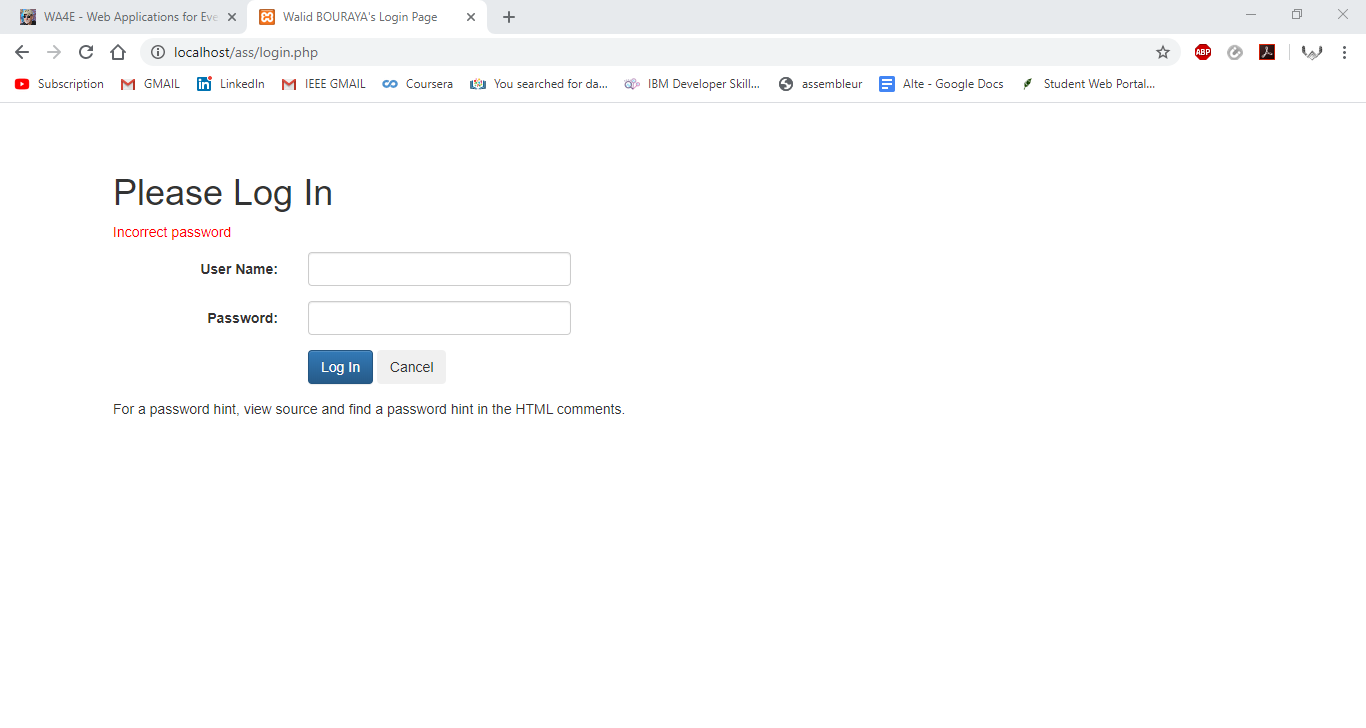 WA4E - Web Applications for Eve
Walid BOURAYA's Login Page
localhost/ass/login.php
ABP
Subscription
GMAIL
LinkedIn
IEEE GMAIL
Coursera
You searched for da...
IBM Developer Skill...
assembleur
Alte - Google Docs
Student Web Portal...
Please Log In
Incorrect password
User Name:
Password:
Log In
Cancel
For a password hint, view source and find a password hint in the HTML comments.